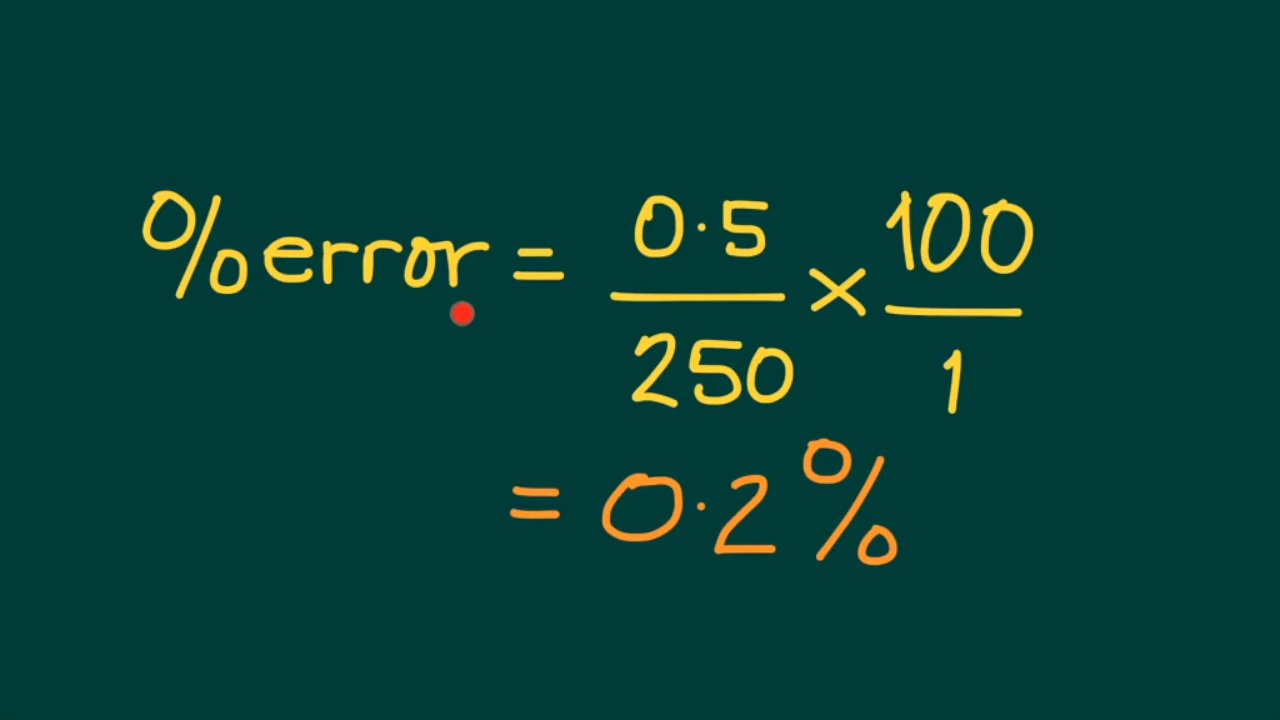 %error = 0·5/250 × 100/1
= 0·2%